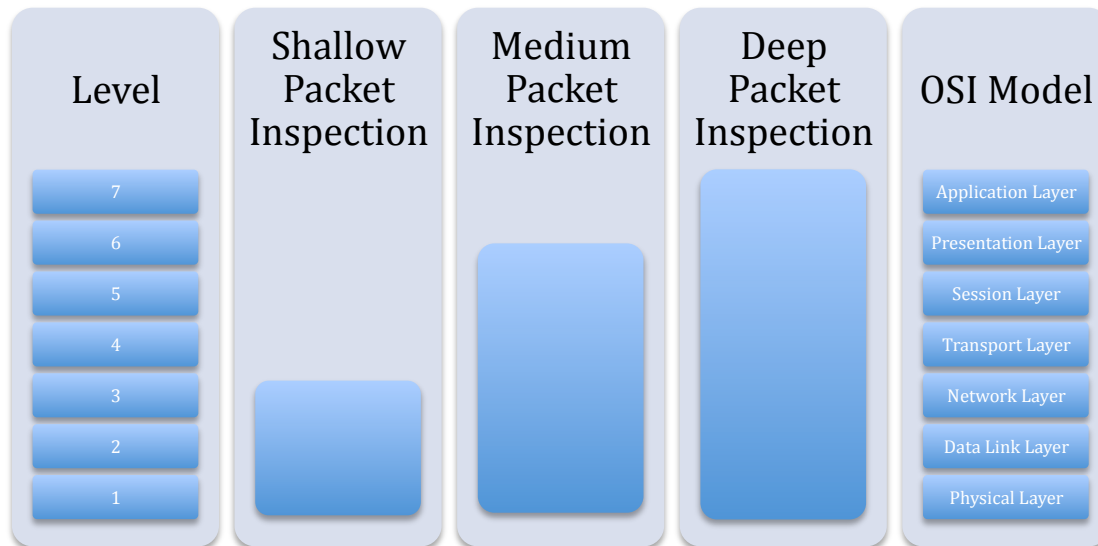 Level
7
6
5
4
3
2
1
Shallow
Packet
Inspection
Medium
Packet
Inspection
Deep
Packet
Inspection
OSI Model
Application Layer
Presentation Layer
Session Layer
Transport Layer
Network Layer
Data Link Layer
Physical Layer